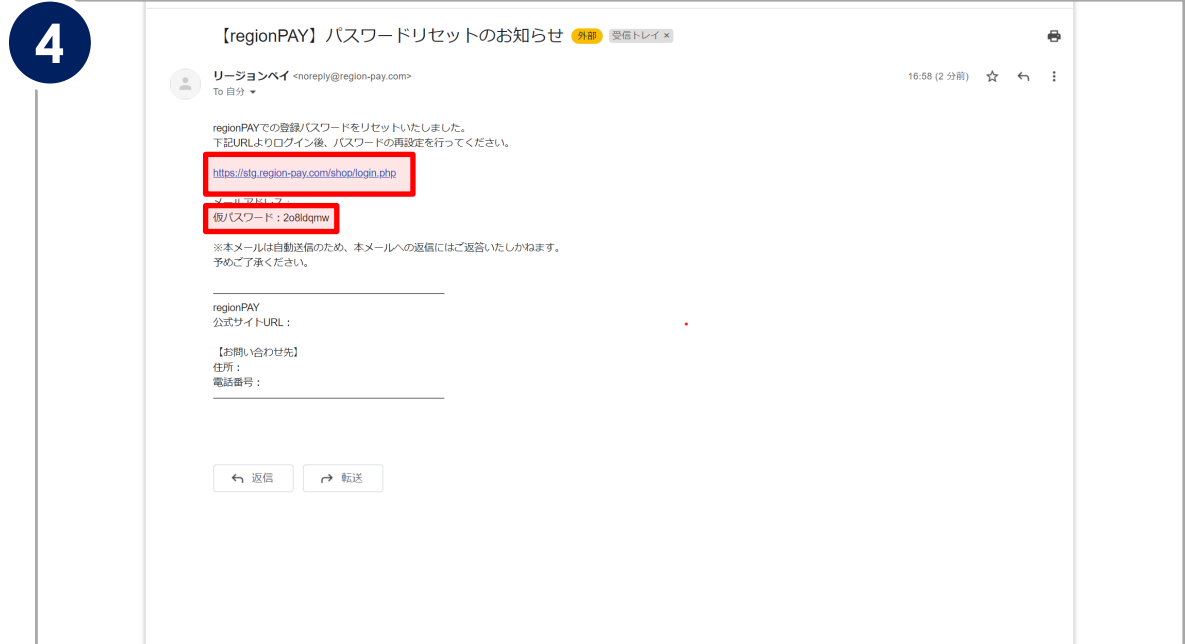 4
【regionPAY】パスワードリセットのお知らせ 外部 受信トレイ ×
リージョンペイ <noreply@region-pay.com> 16:58 (2 分前)
To 自分
regionPAYでの登録パスワードをリセットいたしました。
下記URLよりログイン後、パスワードの再設定を行ってください。
https://stg.region-pay.com/shop/login.php
メールアドレス：
仮パスワード：2o8ldqmw
※本メールは自動送信のため、本メールへの返信にはご返答いたしかねます。
予めご了承ください。
regionPAY
公式サイトURL：
【お問い合わせ先】
住所：
電話番号：
返信 転送